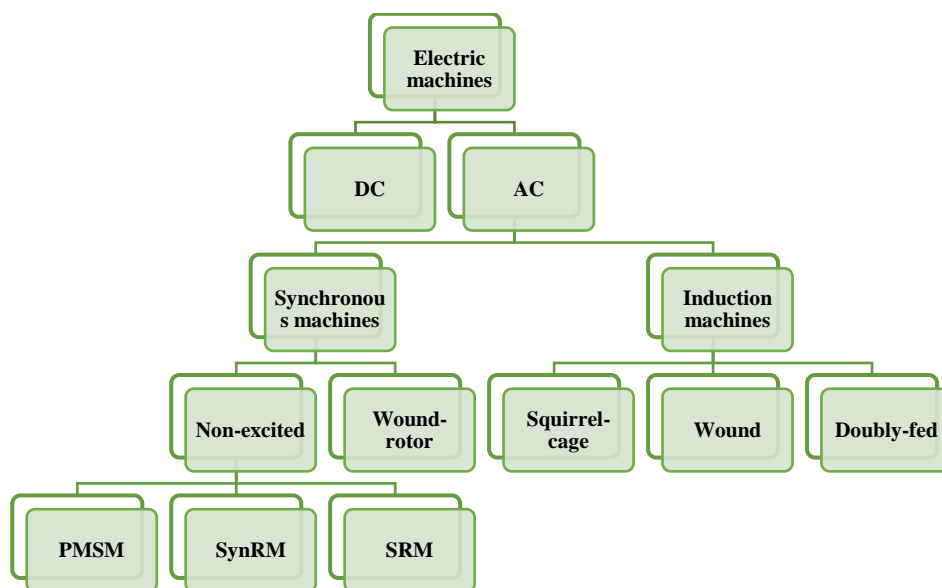 Electric
machines
DC
AC
Synchronou
s machines
Induction
machines
Non-excited
Wound-
rotor
Squirrel-
cage
Wound
Doubly-fed
PMSM
SynRM
SRM